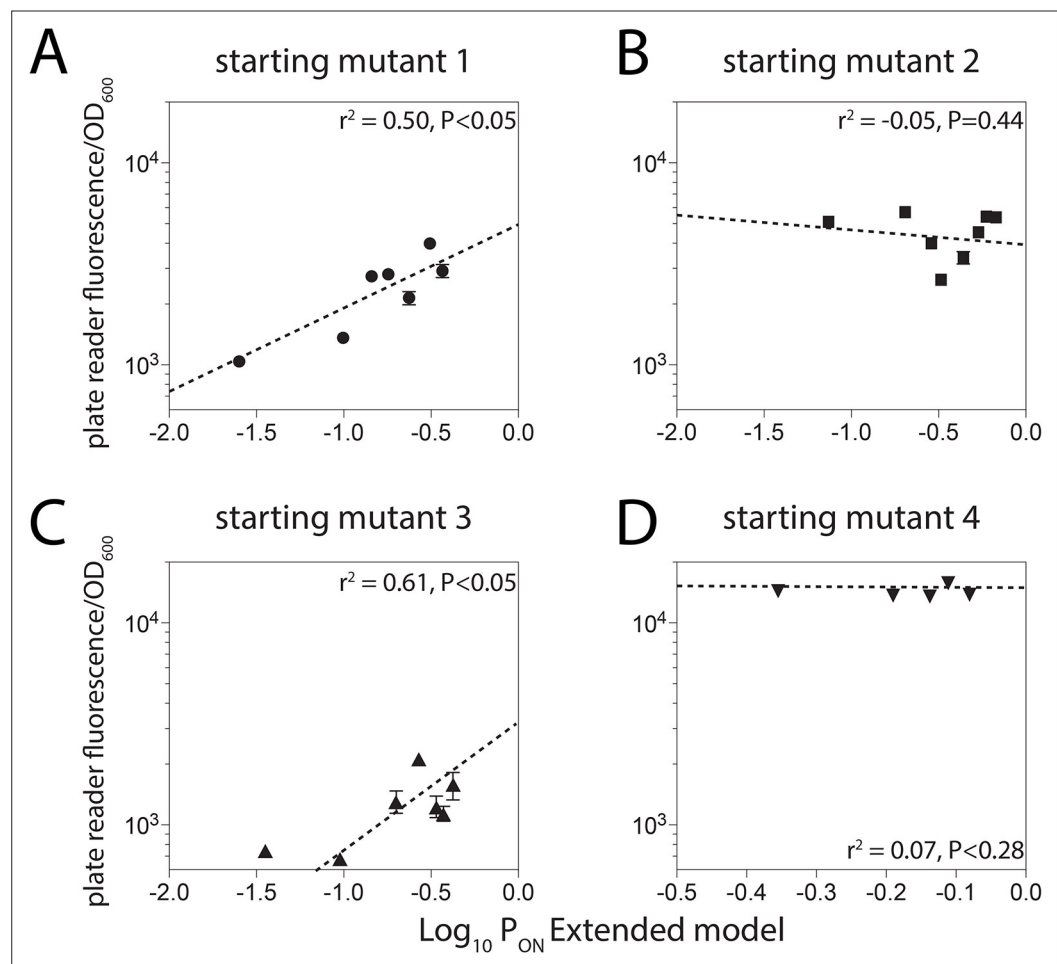 A
starting mutant 1
B
starting mutant 2
plate reader fluorescence/OD₆₀₀
r² = 0.50, P<0.05
10⁴
10³
-2.0 -1.5 -1.0 -0.5 0.0
r² = -0.05, P=0.44
10⁴
10³
-2.0 -1.5 -1.0 -0.5 0.0
C
starting mutant 3
D
starting mutant 4
plate reader fluorescence/OD₆₀₀
r² = 0.61, P<0.05
10⁴
10³
-2.0 -1.5 -1.0 -0.5 0.0
10⁴
10³
r² = 0.07, P<0.28
-0.5 -0.4 -0.3 -0.2 -0.1 0.0
Log₁₀ P_ON Extended model